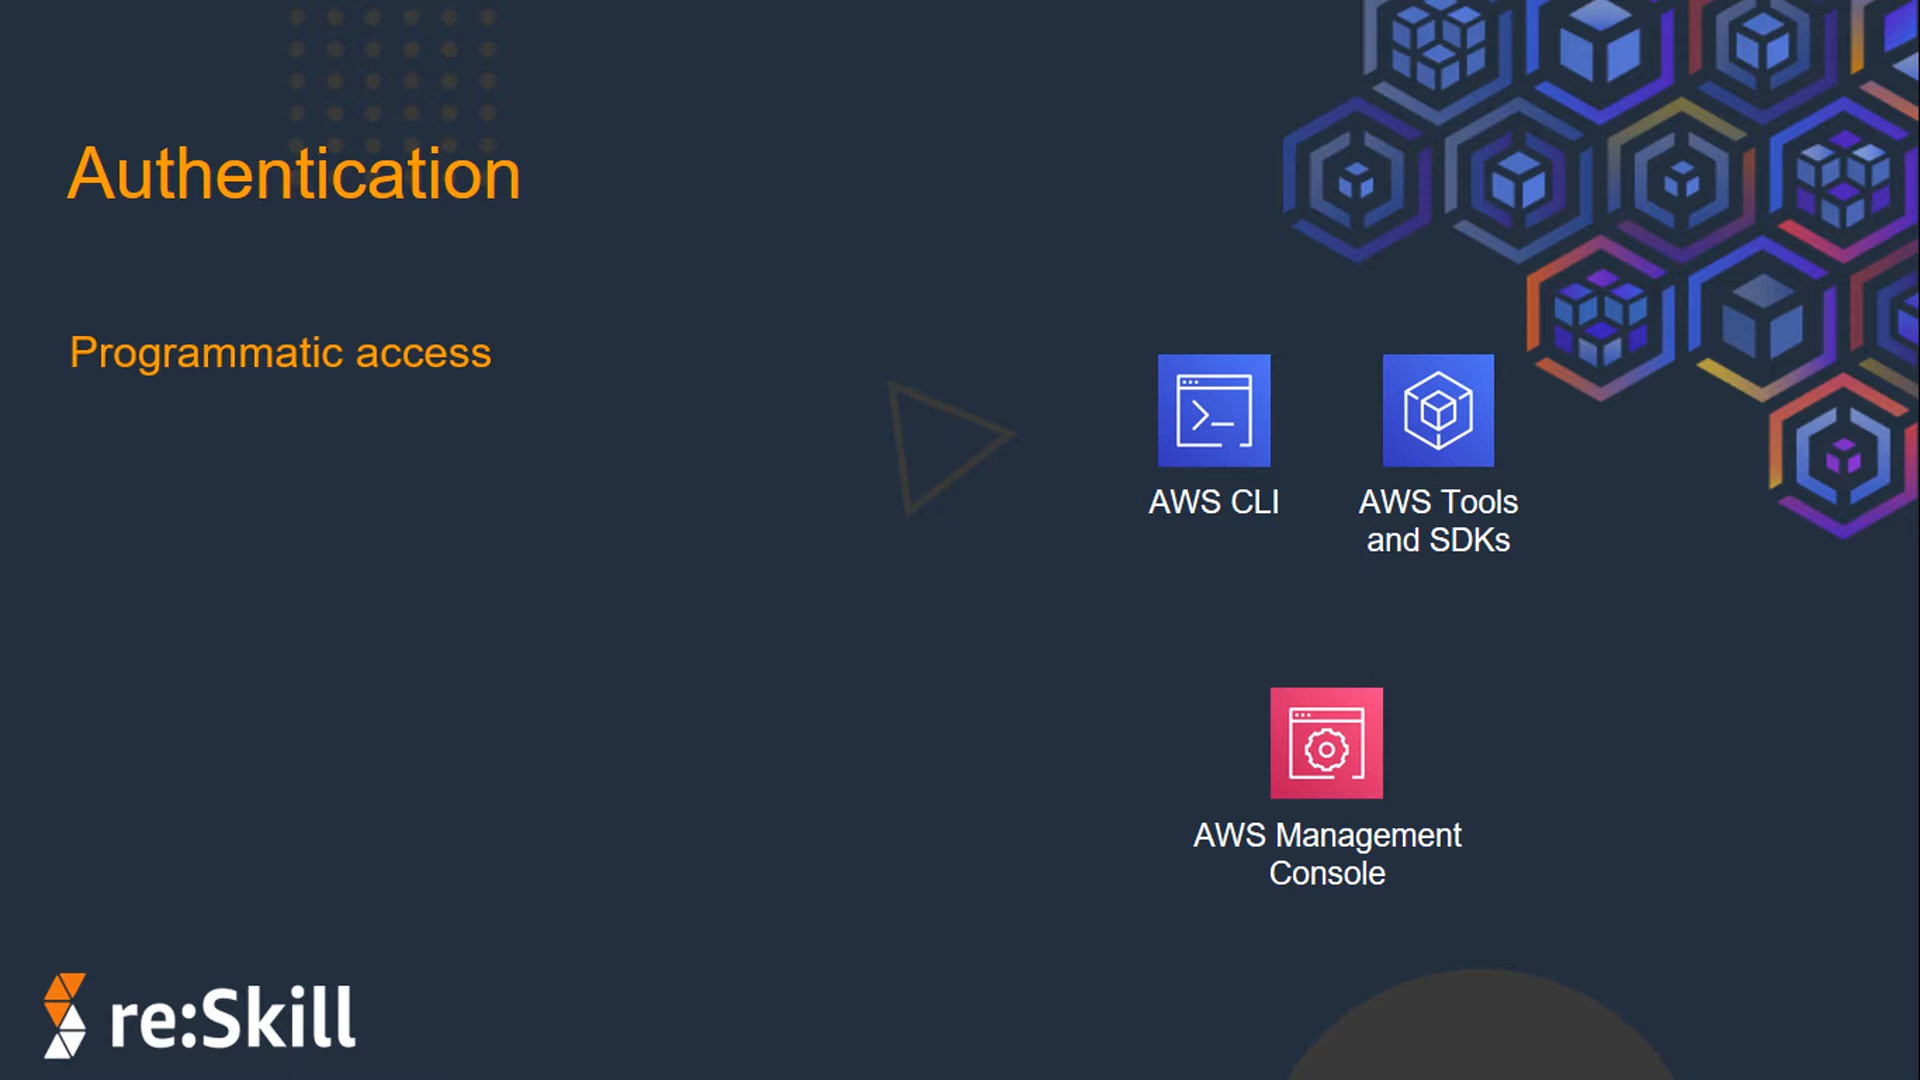 Authentication
Programmatic access
AWS CLI
AWS Tools
and SDKs
AWS Management
Console
re:Skill